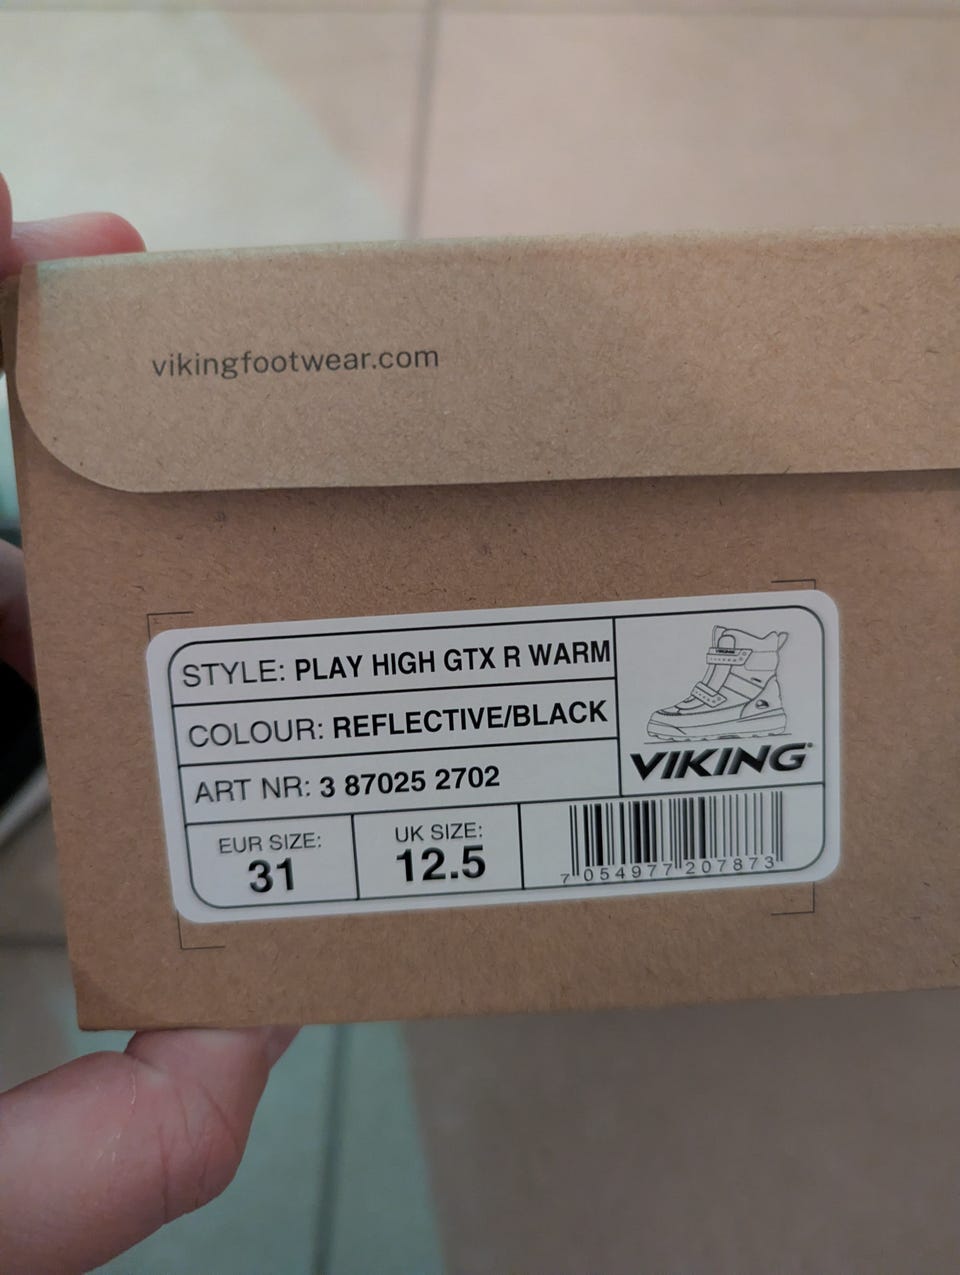 vikingfootwear.com
STYLE: PLAY HIGH GTX R WARM
COLOUR: REFLECTIVE/BLACK
ART NR: 3 87025 2702
VIKING
VIKING
EUR SIZE:
31
UK SIZE:
12.5
7 054977 207873